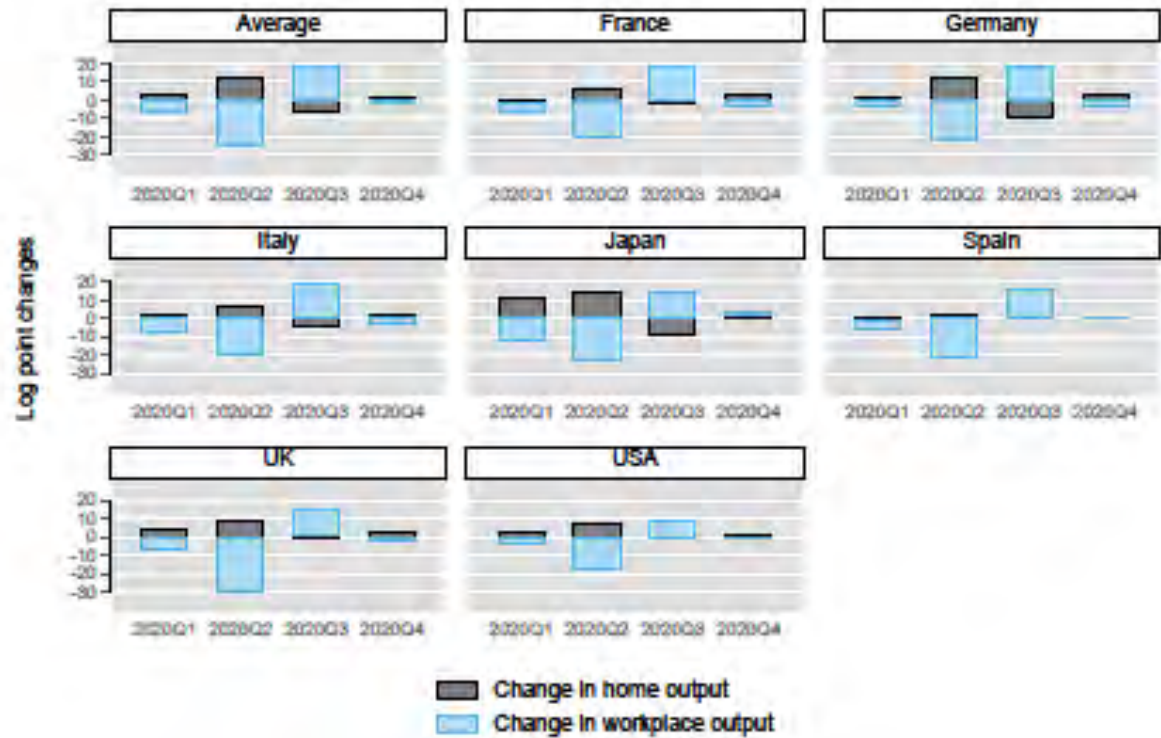 Average France Germany
20
10
0
-10
-20
-30
2020Q1 2020Q2 2020Q3 2020Q4 2020Q1 2020Q2 2020Q3 2020Q4 2020Q1 2020Q2 2020Q3 2020Q4
Italy Japan Spain
Log point changes
20
10
0
-10
-20
-30
2020Q1 2020Q2 2020Q3 2020Q4 2020Q1 2020Q2 2020Q3 2020Q4 2020Q1 2020Q2 2020Q3 2020Q4
UK USA
20
10
0
-10
-20
-30
2020Q1 2020Q2 2020Q3 2020Q4 2020Q1 2020Q2 2020Q3 2020Q4
Change in home output
Change in workplace output